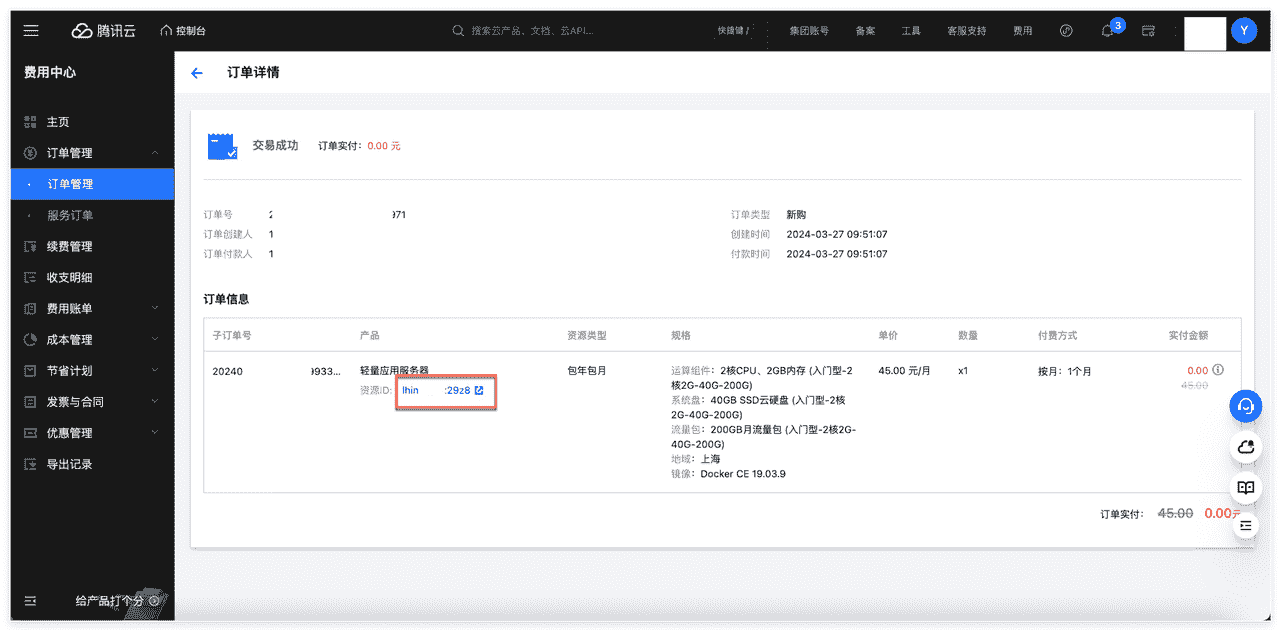 腾讯云
控制台
搜索云产品、文档、云API...
快捷键 /
集团账号
备案
工具
客服支持
费用
3
Y
费用中心
订单详情
主页
订单管理
订单管理
服务订单
续费管理
收支明细
费用账单
成本管理
节省计划
发票与合同
优惠管理
导出记录
给产品打个分
交易成功
订单实付：0.00 元
订单号 2 971
订单类型 新购
订单创建人 1
创建时间 2024-03-27 09:51:07
订单付款人 1
付款时间 2024-03-27 09:51:07
订单信息
子订单号 产品 资源类型 规格 单价 数量 付费方式 实付金额
20240 933...
轻量应用服务器
资源ID: lhin :29z8
包年包月
运算组件：2核CPU、2GB内存 (入门型-2
核2G-40G-200G)
系统盘：40GB SSD云硬盘 (入门型-2核
2G-40G-200G)
流量包：200GB月流量包 (入门型-2核2G-
40G-200G)
地域：上海
镜像：Docker CE 19.03.9
45.00 元/月
x1
按月：1个月
0.00
45.00
订单实付： 45.00 0.00元